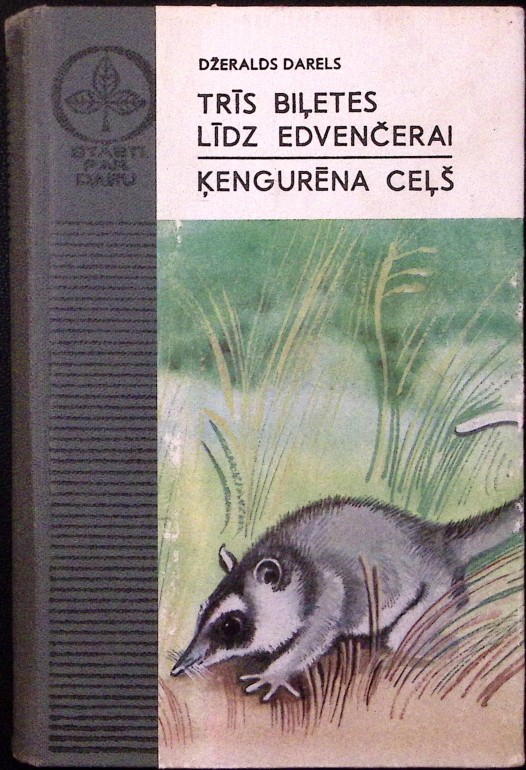 DŽERALDS DARELS
TRĪS BIĻETES
LĪDZ EDVENČERAI
ĶENGURĒNA CEĻŠ
STĀSTI
PAR
DABU